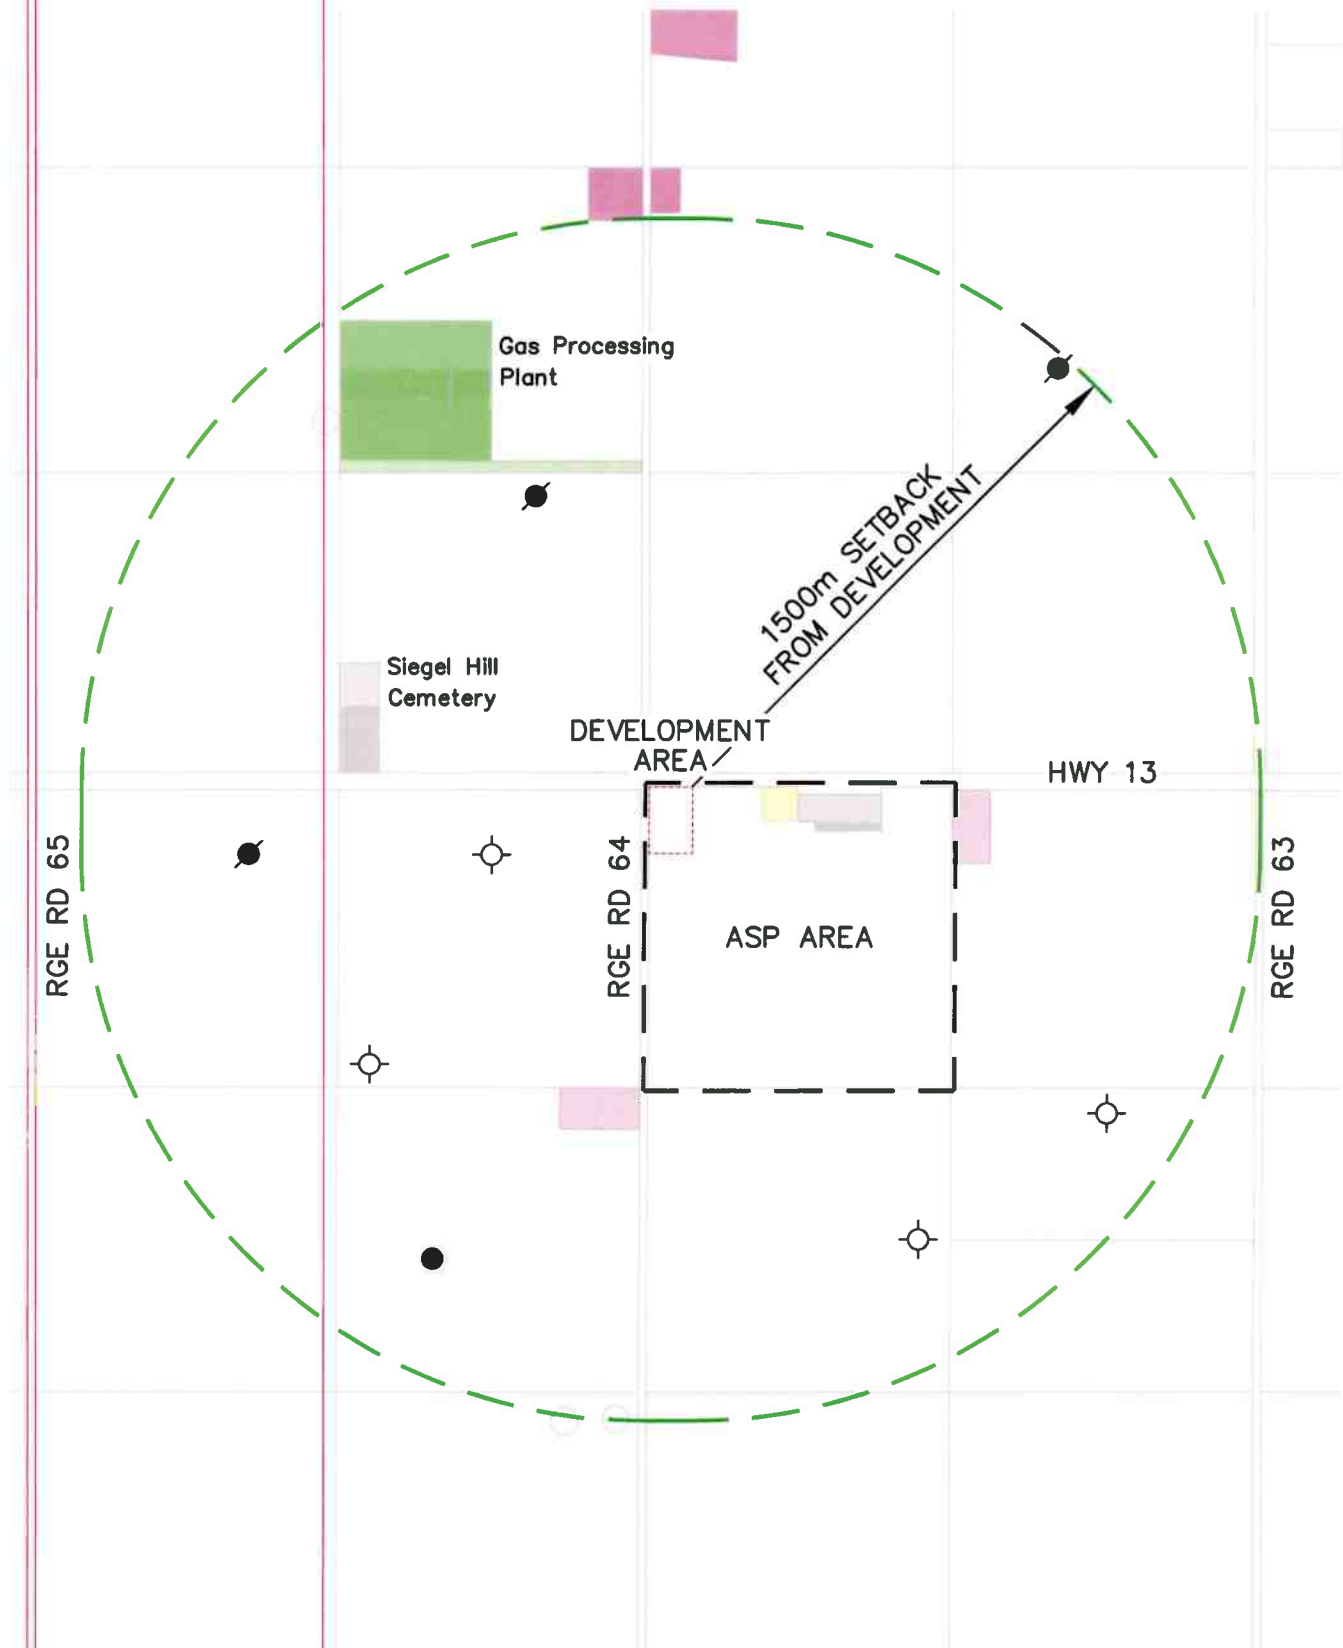 Gas Processing
Plant
1500m SETBACK
FROM DEVELOPMENT
Siegel Hill
Cemetery
DEVELOPMENT
AREA
HWY 13
RGE RD 65
RGE RD 64
RGE RD 63
ASP AREA